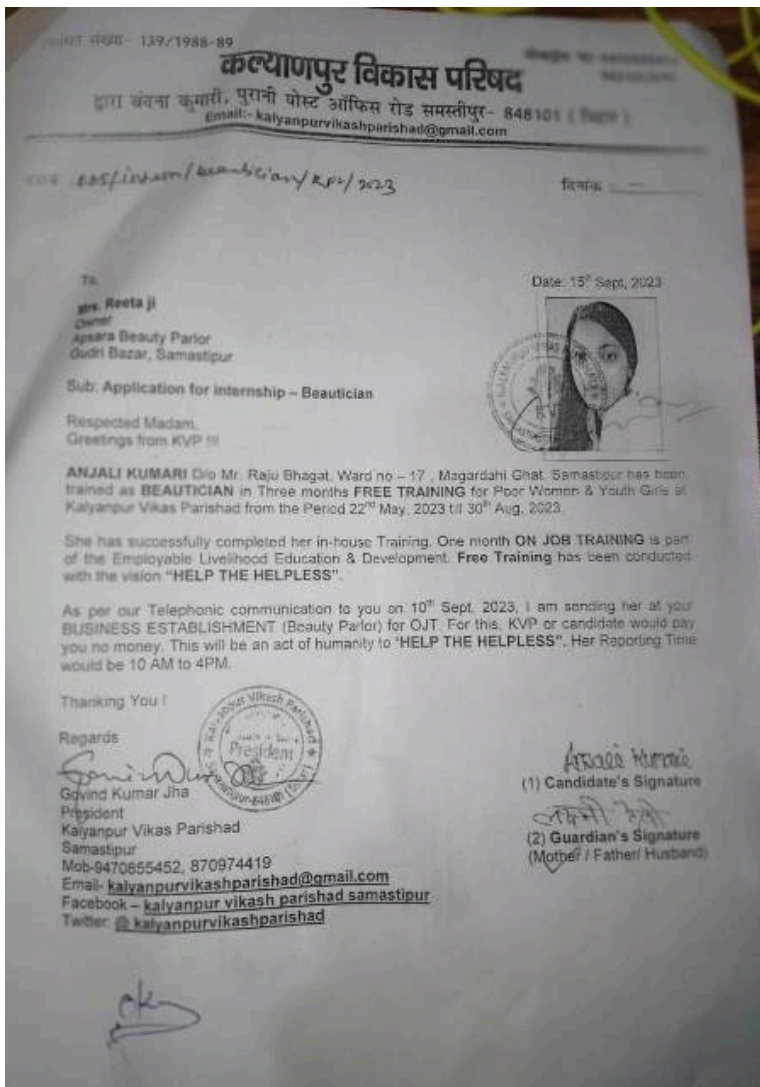 संख्या- 139/1988-89
कल्याणपुर विकास परिषद
द्वारा वंदना कुमारी, पुरानी पोस्ट ऑफिस रोड समस्तीपुर- 848101 ( बिहार )
Email:- kalyanpurvikashparishad@gmail.com
/beautician/ /2023
दिनांक
To
Mrs. Reeta ji
Owner
Apsara Beauty Parlor
Gudri Bazar, Samastipur
Date: 15th Sept, 2023
Sub: Application for internship – Beautician
Respected Madam,
Greetings from KVP !!!
ANJALI KUMARI D/o Mr. Raju Bhagat, Ward no – 17 , Magardahi Ghat, Samastipur has been
trained as BEAUTICIAN in Three months FREE TRAINING for Poor Women & Youth Girls at
Kalyanpur Vikas Parishad from the Period 22nd May, 2023 till 30th Aug, 2023.
She has successfully completed her in-house Training. One month ON JOB TRAINING is part
of the Employable Livelihood Education & Development. Free Training has been conducted
with the vision “HELP THE HELPLESS”.
As per our Telephonic communication to you on 10th Sept, 2023, I am sending her at your
BUSINESS ESTABLISHMENT (Beauty Parlor) for OJT. For this, KVP or candidate would pay
you no money. This will be an act of humanity to “HELP THE HELPLESS”. Her Reporting Time
would be 10 AM to 4PM.
Thanking You !
Regards
Kalyanpur Vikash Parishad
President
Govind Kumar Jha
President
Kalyanpur Vikas Parishad
Samastipur
Mob-9470855452, 870974419
Email- kalyanpurvikashparishad@gmail.com
Facebook – kalyanpur vikash parishad samastipur
Twitter: @ kalyanpurvikashparishad
Anjali Kumari
(1) Candidate's Signature
लक्ष्मी देवी
(2) Guardian's Signature
(Mother / Father/ Husband)
ok